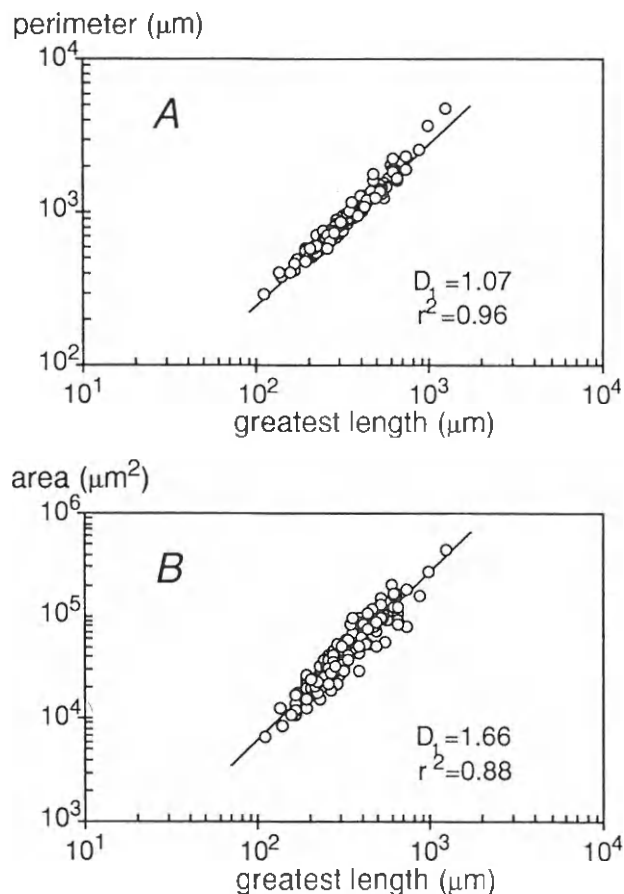 perimeter (μm)
10⁴
A
10³
D₁=1.07
r²=0.96
10²
10¹ 10² 10³ 10⁴
greatest length (μm)
area (μm²)
10⁶
B
10⁵
10⁴
D₁=1.66
r²=0.88
10³
10¹ 10² 10³ 10⁴
greatest length (μm)